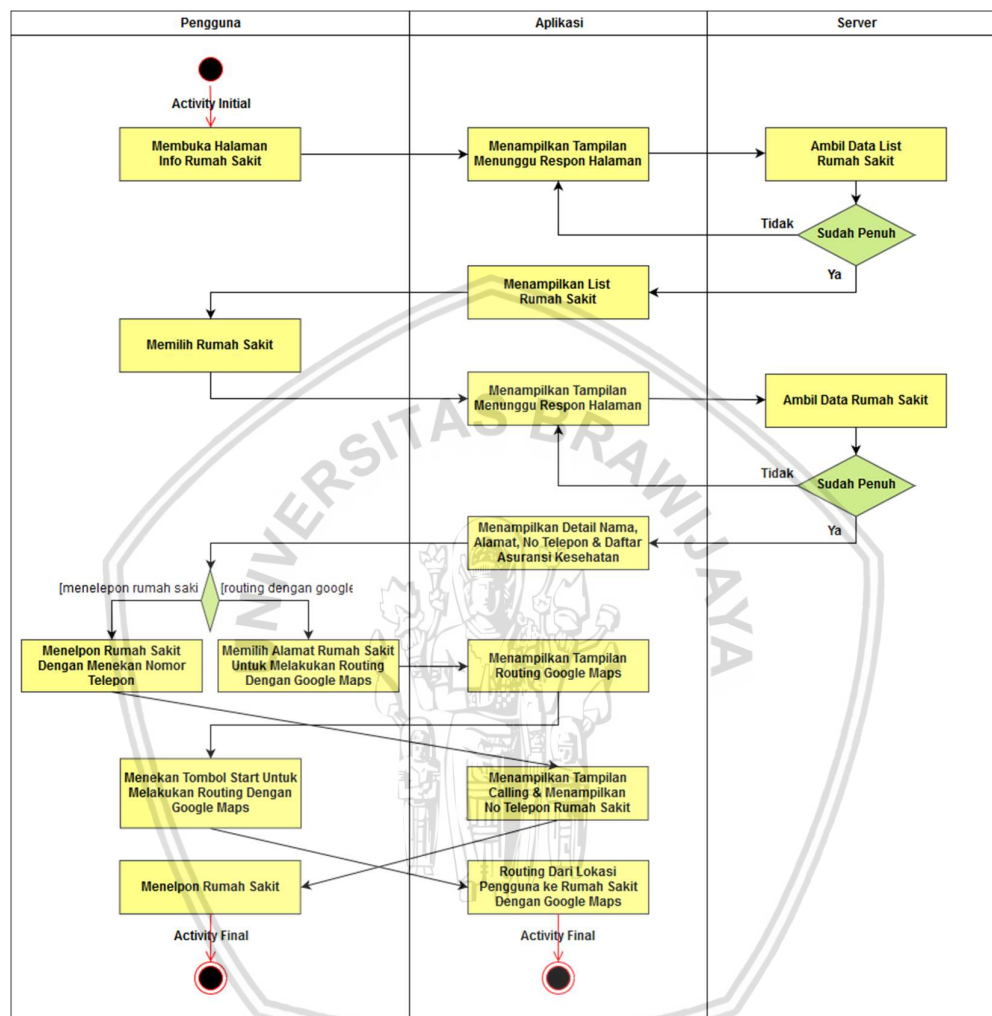 Pengguna
Aplikasi
Server
Activity Initial
Membuka Halaman
Info Rumah Sakit
Menampilkan Tampilan
Menunggu Respon Halaman
Ambil Data List
Rumah Sakit
Tidak
Sudah Penuh
Ya
Menampilkan List
Rumah Sakit
Memilih Rumah Sakit
Menampilkan Tampilan
Menunggu Respon Halaman
Ambil Data Rumah Sakit
Tidak
Sudah Penuh
Ya
Menampilkan Detail Nama,
Alamat, No Telepon & Daftar
Asuransi Kesehatan
[menelepon rumah saki
[routing dengan google
Menelpon Rumah Sakit
Dengan Menekan Nomor
Telepon
Memilih Alamat Rumah Sakit
Untuk Melakukan Routing
Dengan Google Maps
Menampilkan Tampilan
Routing Google Maps
Menekan Tombol Start Untuk
Melakukan Routing Dengan
Google Maps
Menampilkan Tampilan
Calling & Menampilkan
No Telepon Rumah Sakit
Menelpon Rumah Sakit
Routing Dari Lokasi
Pengguna ke Rumah Sakit
Dengan Google Maps
Activity Final
Activity Final
UNIVERSITAS BRAWIJAYA